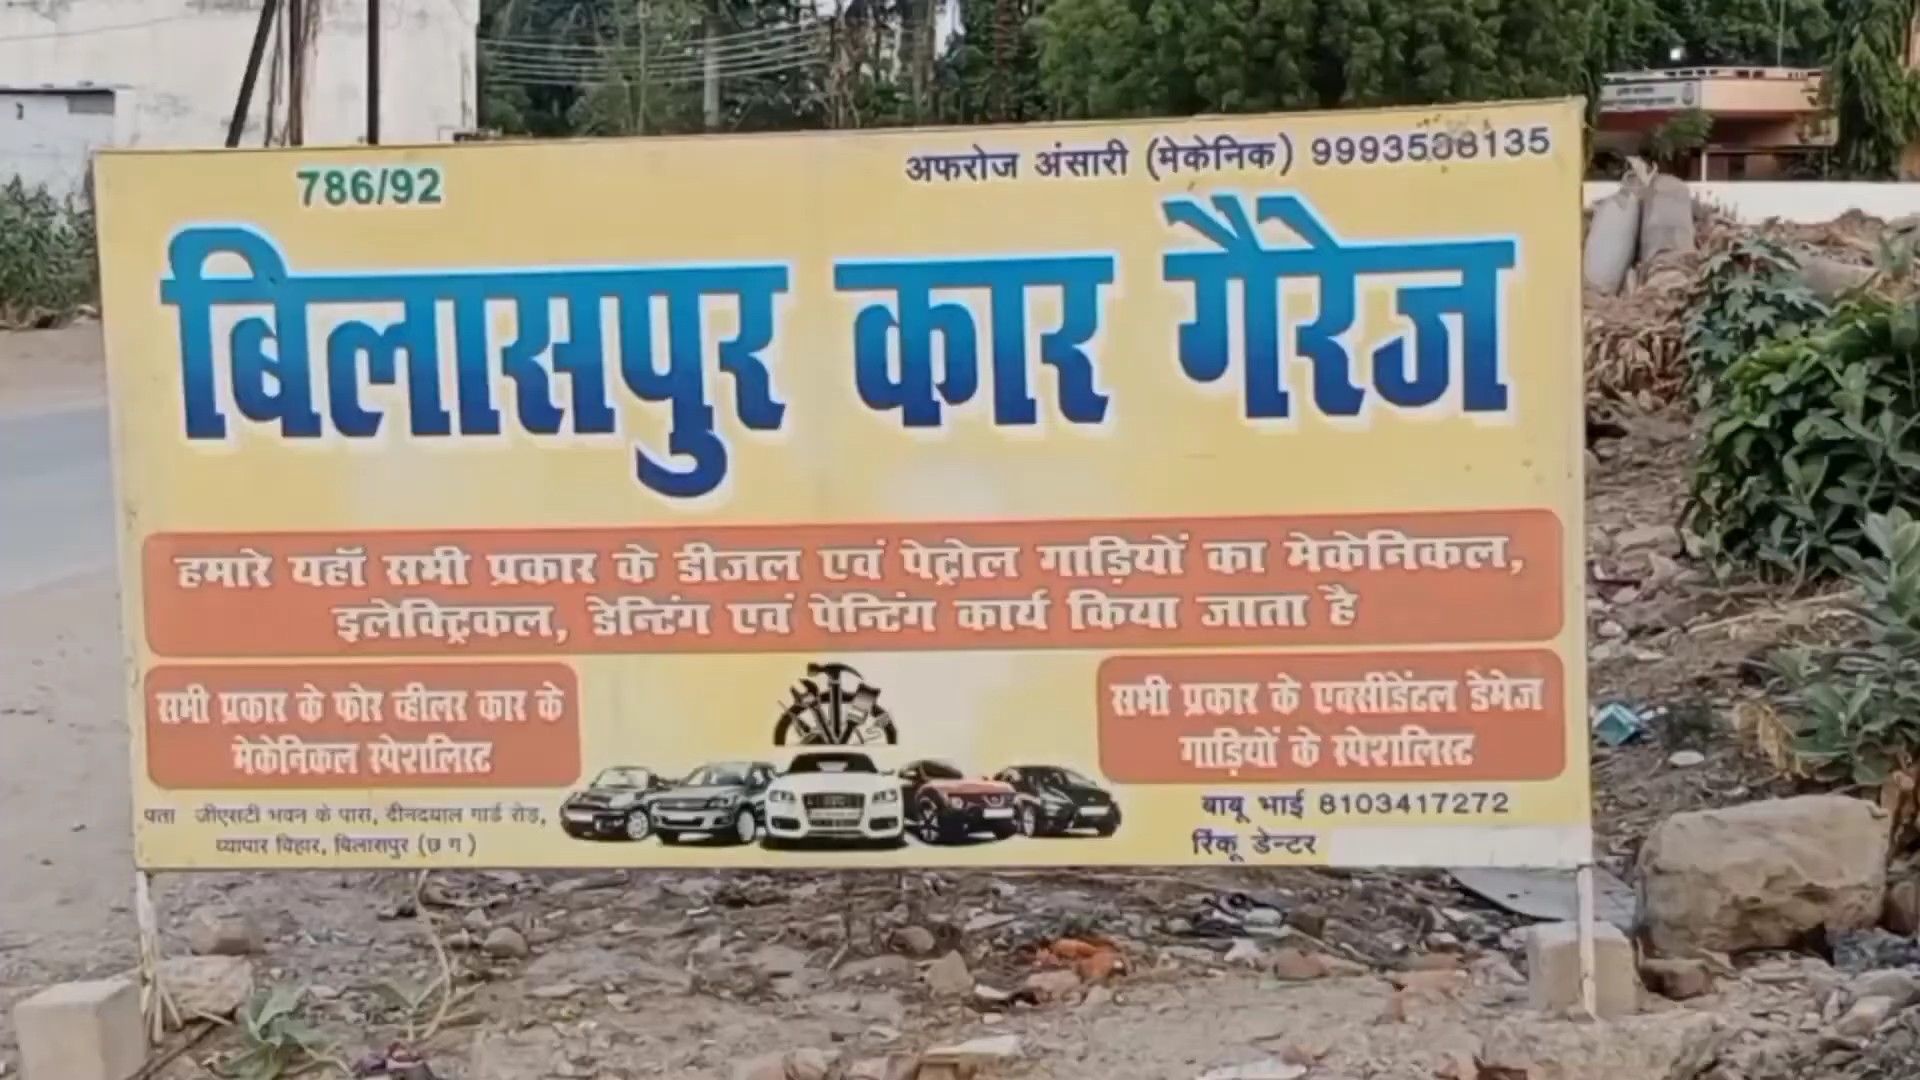 786/92
अफरोज अंसारी (मेकेनिक) 9993538135
बिलासपुर कार गैरेज
हमारे यहॉ सभी प्रकार के डीजल एवं पेट्रोल गाड़ियों का मेकेनिकल,
इलेक्ट्रिकल, डेन्टिंग एवं पेन्टिंग कार्य किया जाता है
सभी प्रकार के फोर व्हीलर कार के
मेकेनिकल स्पेशलिस्ट
सभी प्रकार के एक्सीडेंटल डेमेज
गाड़ियों के स्पेशलिस्ट
पता जीएसटी भवन के पास, दीनदयाल गार्ड रोड़,
व्यापार विहार, बिलासपुर (छ ग)
बाबू भाई 8103417272
रिंकू डेन्टर